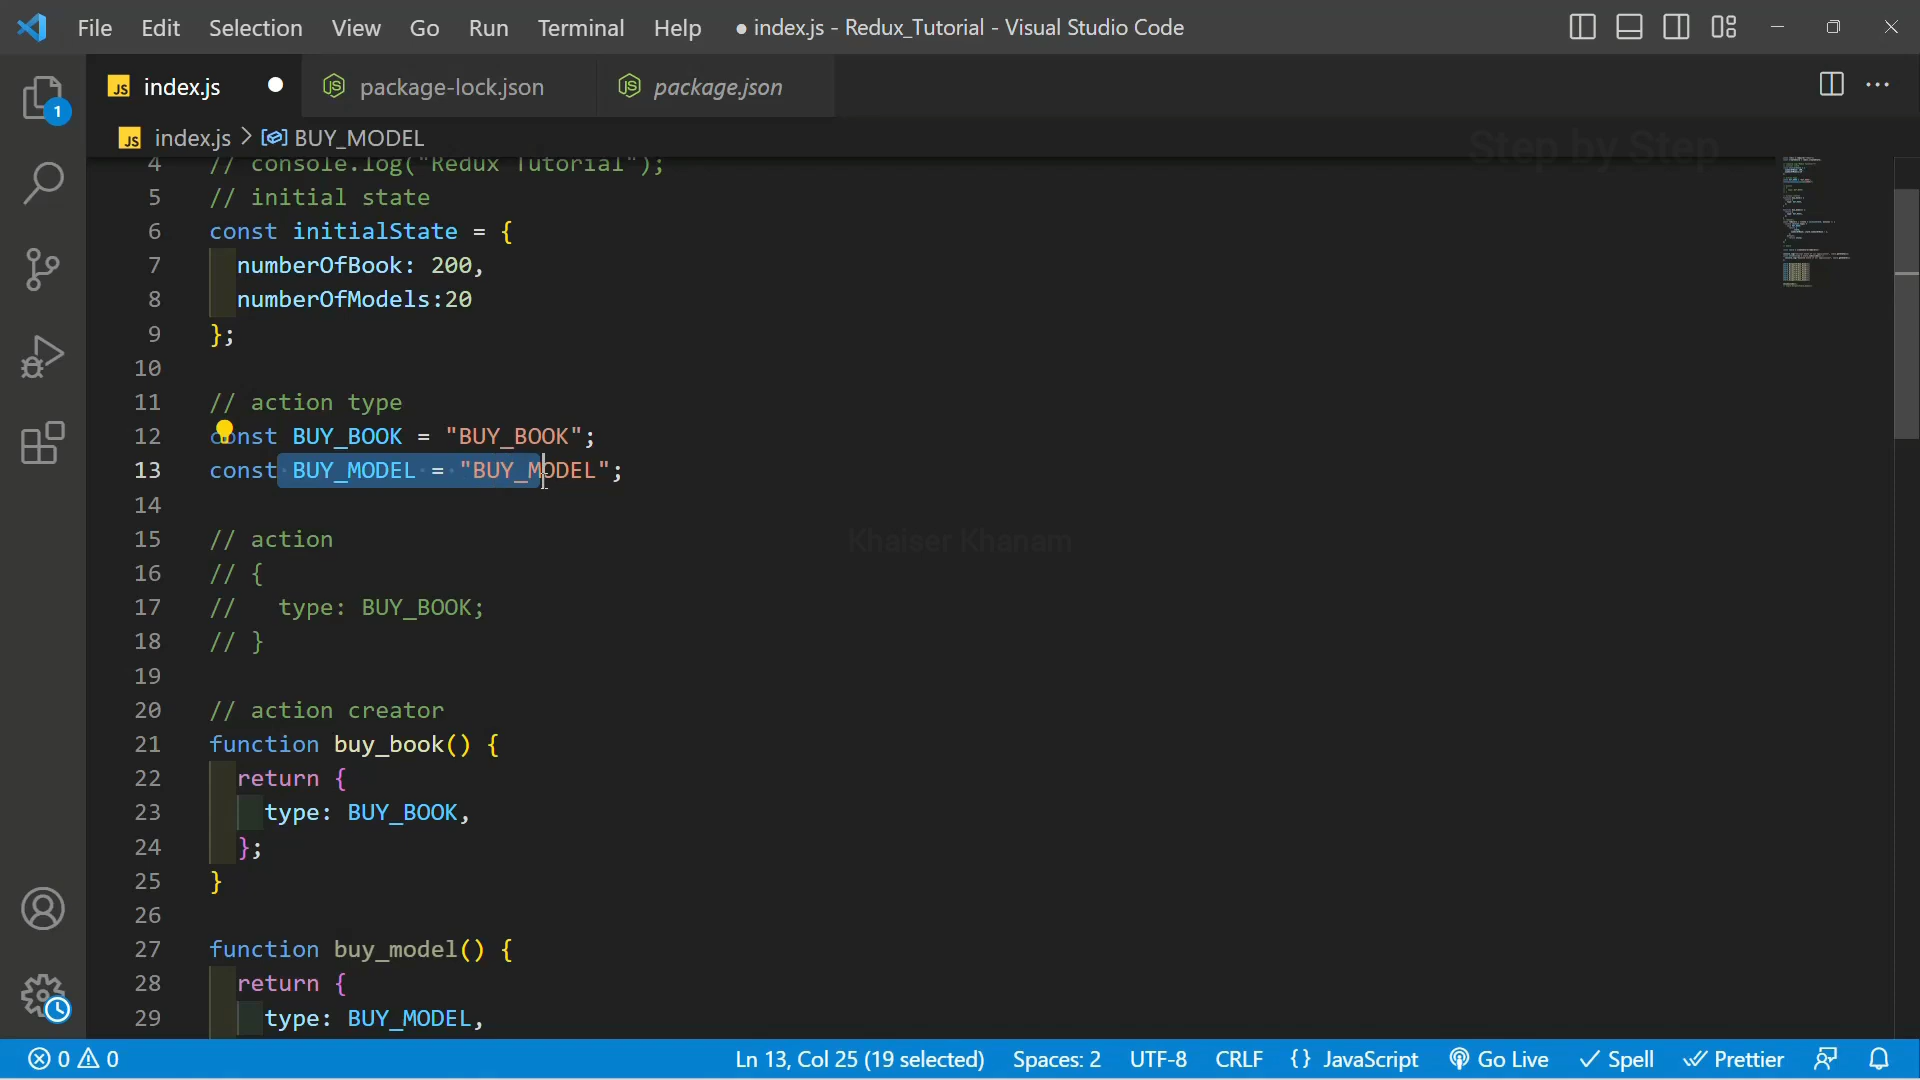 File Edit Selection View Go Run Terminal Help ● index.js - Redux_Tutorial - Visual Studio Code
JS index.js package-lock.json package.json
JS index.js > BUY_MODEL
Step by Step
4 // console.log("Redux Tutorial");
5 // initial state
6 const initialState = {
7 numberOfBook: 200,
8 numberOfModels:20
9 };
10
11 // action type
12 const BUY_BOOK = "BUY_BOOK";
13 const BUY_MODEL = "BUY_MODEL";
14
15 // action
Khaiser Khanam
16 // {
17 // type: BUY_BOOK;
18 // }
19
20 // action creator
21 function buy_book() {
22 return {
23 type: BUY_BOOK,
24 };
25 }
26
27 function buy_model() {
28 return {
29 type: BUY_MODEL,
1
0 0 Ln 13, Col 25 (19 selected) Spaces: 2 UTF-8 CRLF {} JavaScript Go Live Spell Prettier